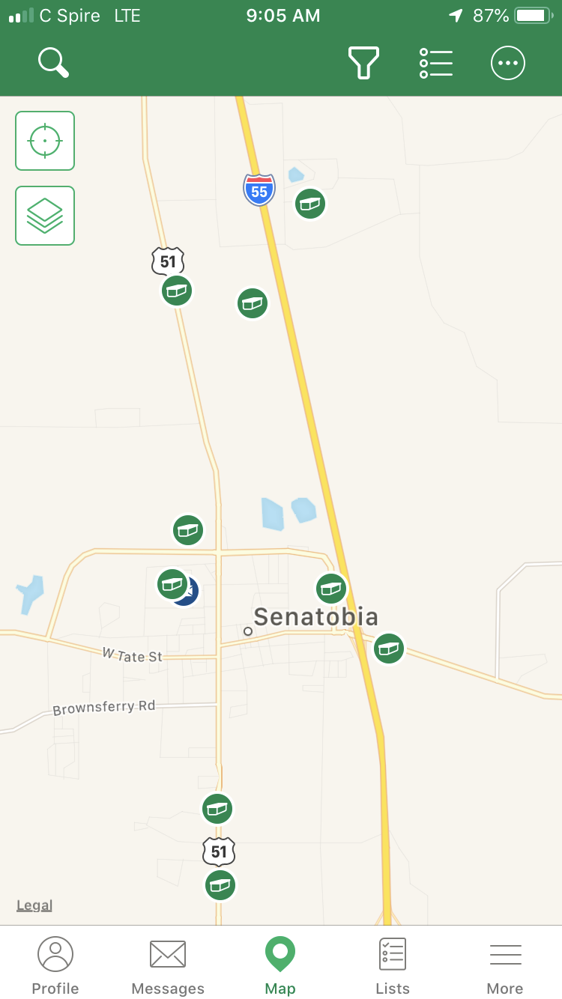 C Spire LTE 9:05 AM 87%
55
51
Senatobia
W Tate St
Brownsferry Rd
51
Legal
Profile Messages Map Lists More